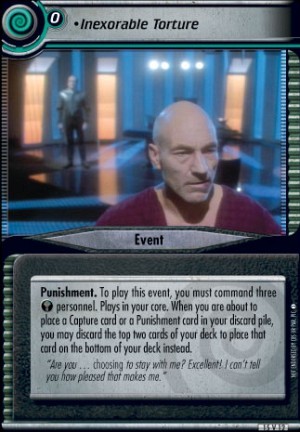 0
•Inexorable Torture
Event
Punishment. To play this event, you must command three
personnel. Plays in your core. When you are about to
place a Capture card or a Punishment card in your discard pile,
you may discard the top two cards of your deck to place that
card on the bottom of your deck instead.
"Are you ... choosing to stay with me? Excellent! I can't tell
you how pleased that makes me."